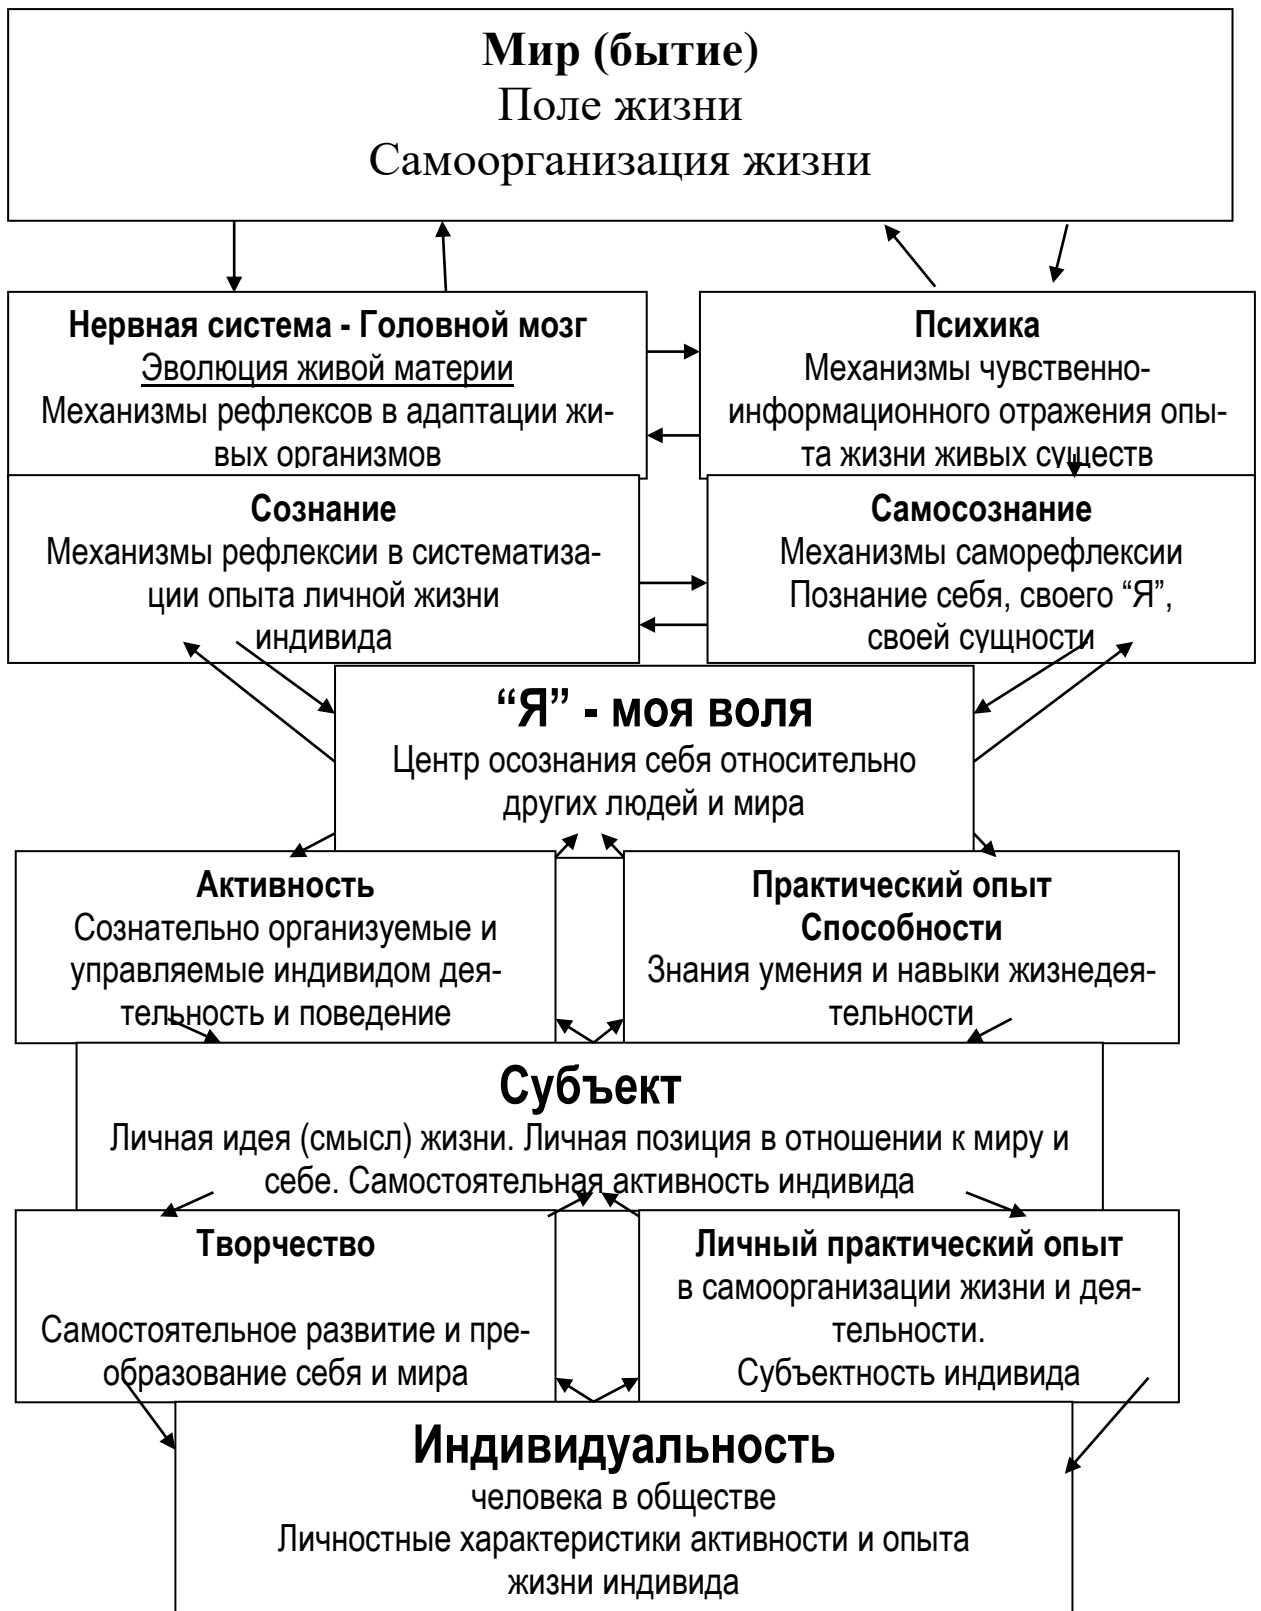 Мир (бытие)
Поле жизни
Самоорганизация жизни
Нервная система - Головной мозг
Эволюция живой материи
Механизмы рефлексов в адаптации жи-
вых организмов
Психика
Механизмы чувственно-
информационного отражения опы-
та жизни живых существ
Сознание
Механизмы рефлексии в систематиза-
ции опыта личной жизни
индивида
Самосознание
Механизмы саморефлексии
Познание себя, своего “Я”,
своей сущности
“Я” - моя воля
Центр осознания себя относительно
других людей и мира
Активность
Сознательно организуемые и
управляемые индивидом дея-
тельность и поведение
Практический опыт
Способности
Знания умения и навыки жизнедея-
тельности
Субъект
Личная идея (смысл) жизни. Личная позиция в отношении к миру и
себе. Самостоятельная активность индивида
Творчество
Самостоятельное развитие и пре-
образование себя и мира
Личный практический опыт
в самоорганизации жизни и дея-
тельности.
Субъектность индивида
Индивидуальность
человека в обществе
Личностные характеристики активности и опыта
жизни индивида